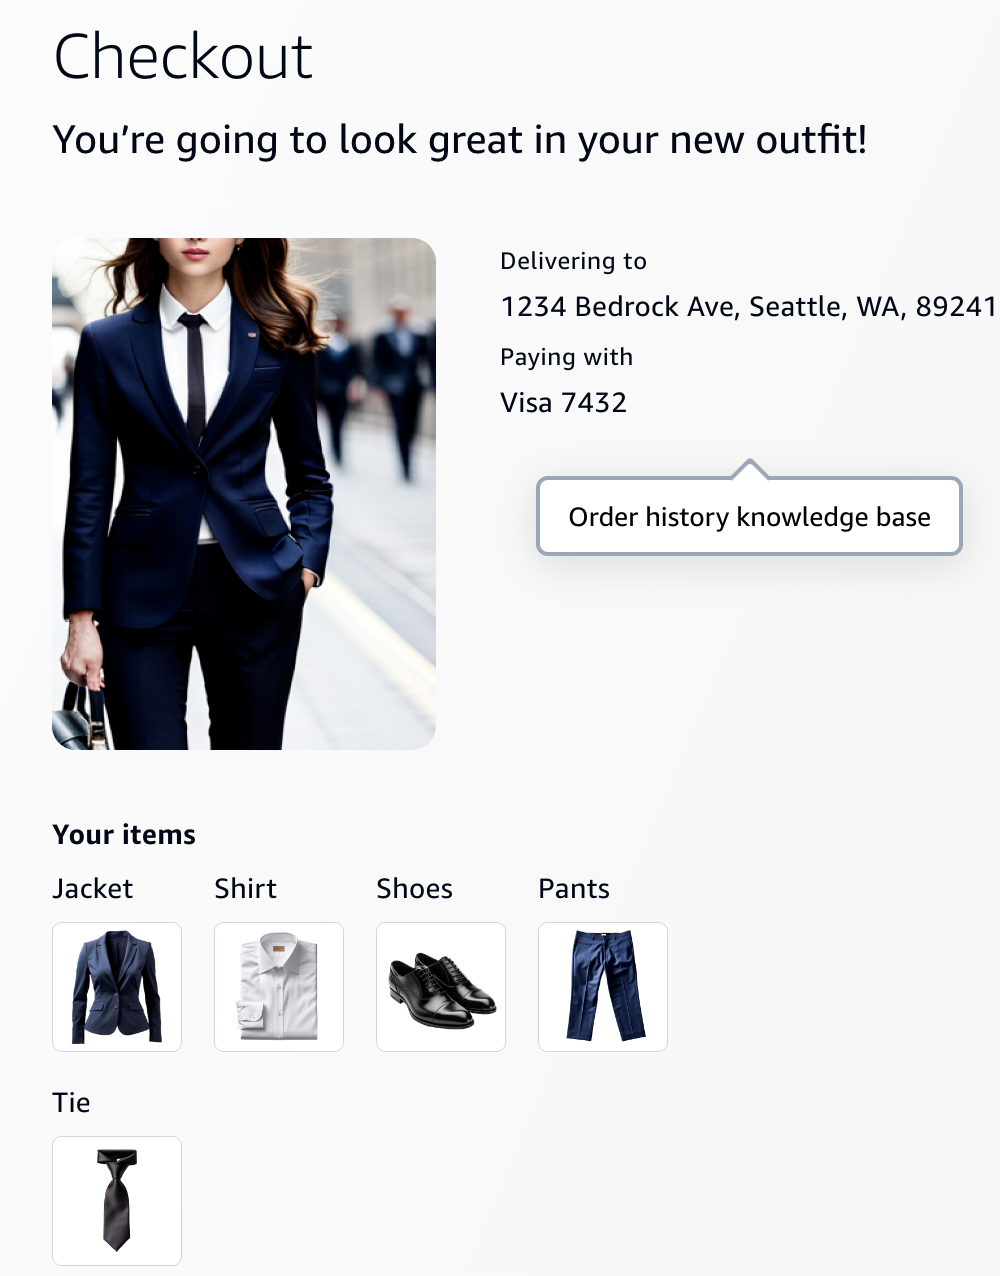 Checkout
You’re going to look great in your new outfit!
Delivering to
1234 Bedrock Ave, Seattle, WA, 89241
Paying with
Visa 7432
Order history knowledge base
Your items
Jacket Shirt Shoes Pants
Tie